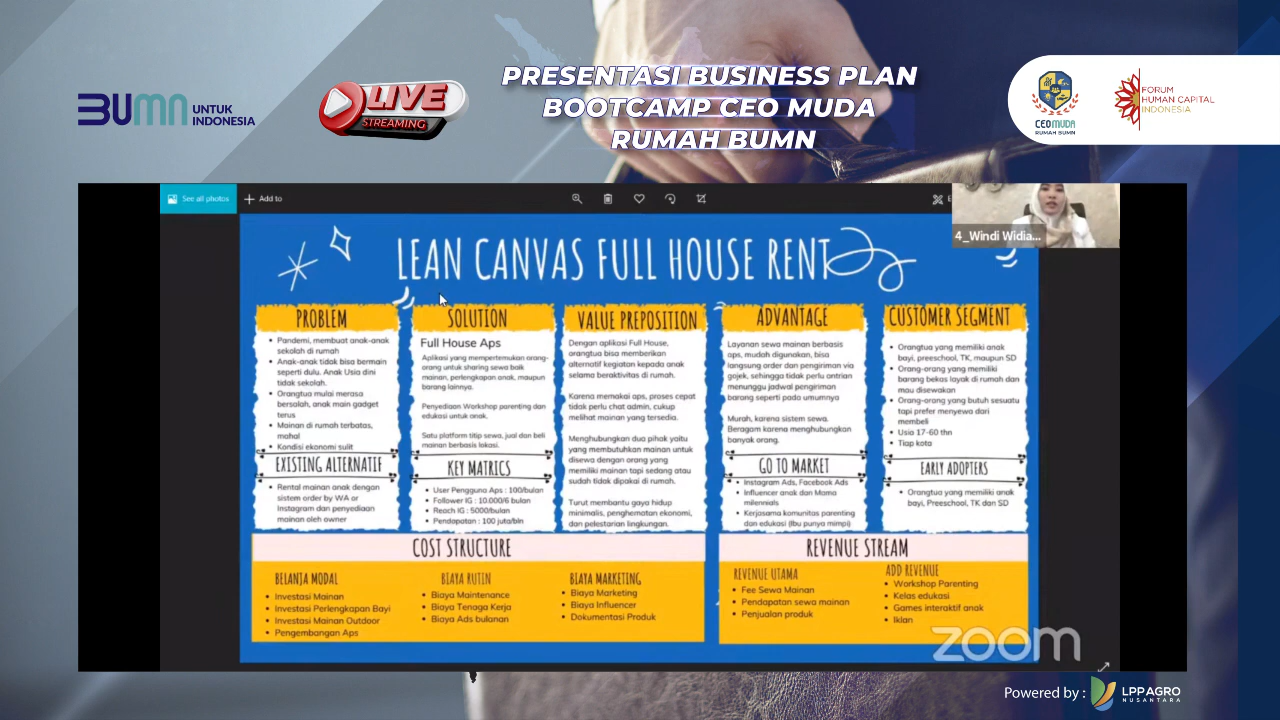 BUMN UNTUK
INDONESIA
LIVE
STREAMING
PRESENTASI BUSINESS PLAN
BOOTCAMP CEO MUDA
RUMAH BUMN
CEOMUDA
RUMAH BUMN
FORUM
HUMAN CAPITAL
INDONESIA
See all photos
Add to
4_Windi Widia...
LEAN CANVAS FULL HOUSE RENT
PROBLEM
Pandemi, membuat anak-anak
sekolah di rumah
Anak-anak tidak bisa bermain
seperti dulu. Anak Usia dini
tidak sekolah.
Orangtua mulai merasa
bersalah, anak main gadget
terus
Mainan di rumah terbatas,
mahal
Kondisi ekonomi sulit
EXISTING ALTERNATIF
Rental mainan anak dengan
sistem order by WA or
Instagram dan penyediaan
mainan oleh owner
SOLUTION
Full House Aps
Aplikasi yang mempertemukan orang-
orang untuk sharing sewa baik
mainan, perlengkapan anak, maupun
barang lainnya.
Penyediaan Workshop parenting dan
edukasi untuk anak.
Satu platform titip sewa, jual dan beli
mainan berbasis lokasi.
KEY MATRICS
User Pengguna Aps : 100/bulan
Follower IG : 10.000/6 bulan
Reach IG : 5000/bulan
Pendapatan : 100 juta/bln
VALUE PREPOSITION
Dengan aplikasi Full House,
orangtua bisa memberikan
alternatif kegiatan kepada anak
selama beraktivitas di rumah.
Karena memakai aps, proses cepat
tidak perlu chat admin, cukup
melihat mainan yang tersedia.
Menghubungkan dua pihak yaitu
yang membutuhkan mainan untuk
disewa dengan orang yang
memiliki mainan tapi sedang atau
sudah tidak dipakai di rumah.
Turut membantu gaya hidup
minimalis, penghematan ekonomi,
dan pelestarian lingkungan.
ADVANTAGE
Layanan sewa mainan berbasis
aps, mudah digunakan, bisa
langsung order dan pengiriman via
gojek, sehingga tidak perlu antrian
menunggu jadwal pengiriman
barang seperti pada umumnya
Murah, karena sistem sewa.
Beragam karena menghubungkan
banyak orang.
GO TO MARKET
Instagram Ads, Facebook Ads
Influencer anak dan Mama
milennials
Kerjasama komunitas parenting
dan edukasi (Ibu punya mimpi)
CUSTOMER SEGMENT
Orangtua yang memiliki anak
bayi, preeschool, TK, maupun SD
Orang-orang yang memiliki
barang bekas layak di rumah dan
mau disewakan
Orang-orang yang butuh sesuatu
tapi prefer menyewa dari
membeli
Usia 17-60 thn
Tiap kota
EARLY ADOPTERS
Orangtua yang memiliki anak
bayi, Preeschool, TK dan SD
COST STRUCTURE
BELANJA MODAL
Investasi Mainan
Investasi Perlengkapan Bayi
Investasi Mainan Outdoor
Pengembangan Aps
BIAYA RUTIN
Biaya Maintenance
Biaya Tenaga Kerja
Biaya Ads bulanan
BIAYA MARKETING
Biaya Marketing
Biaya Influencer
Dokumentasi Produk
REVENUE STREAM
REVENUE UTAMA
Fee Sewa Mainan
Pendapatan sewa mainan
Penjualan produk
ADD REVENUE
Workshop Parenting
Kelas edukasi
Games interaktif anak
Iklan
zoom
Powered by : LPP AGRO
NUSANTARA